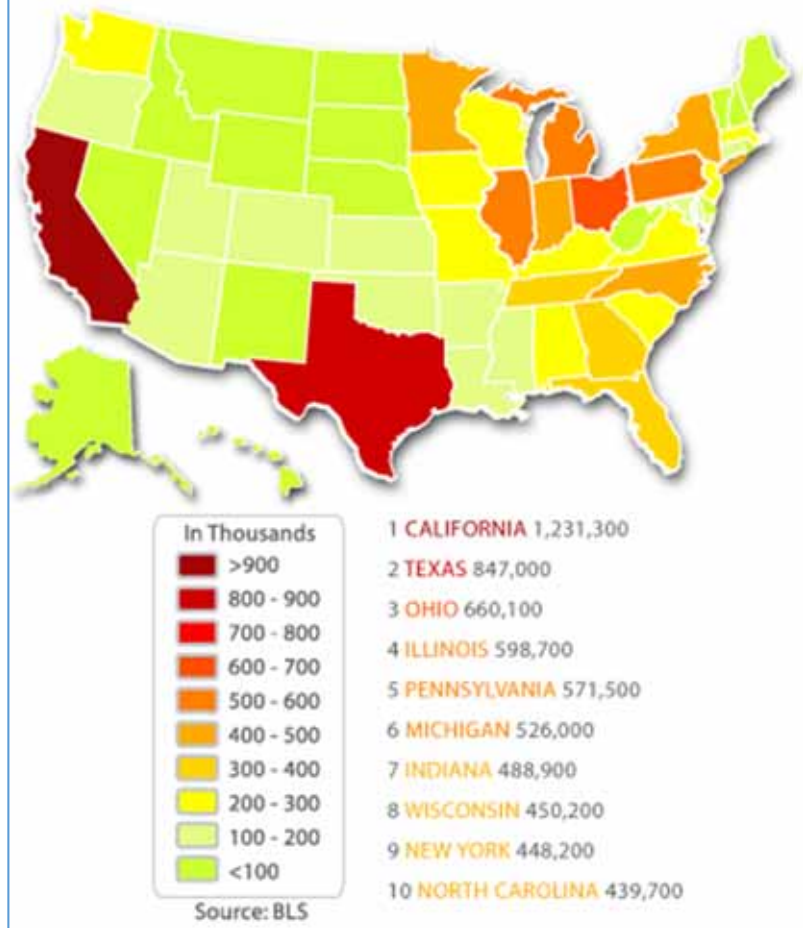 In Thousands
>900
800 - 900
700 - 800
600 - 700
500 - 600
400 - 500
300 - 400
200 - 300
100 - 200
<100
Source: BLS
1 CALIFORNIA 1,231,300
2 TEXAS 847,000
3 OHIO 660,100
4 ILLINOIS 598,700
5 PENNSYLVANIA 571,500
6 MICHIGAN 526,000
7 INDIANA 488,900
8 WISCONSIN 450,200
9 NEW YORK 448,200
10 NORTH CAROLINA 439,700